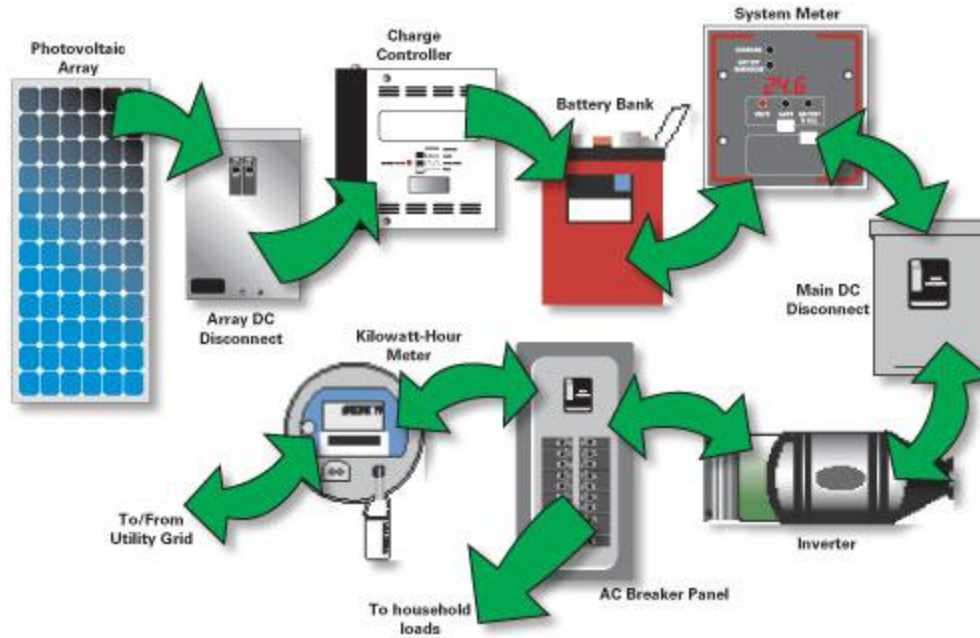 Photovoltaic
Array
Charge
Controller
System Meter
Battery Bank
24.6
Array DC
Disconnect
Main DC
Disconnect
Kilowatt-Hour
Meter
To/From
Utility Grid
Inverter
AC Breaker Panel
To household
loads